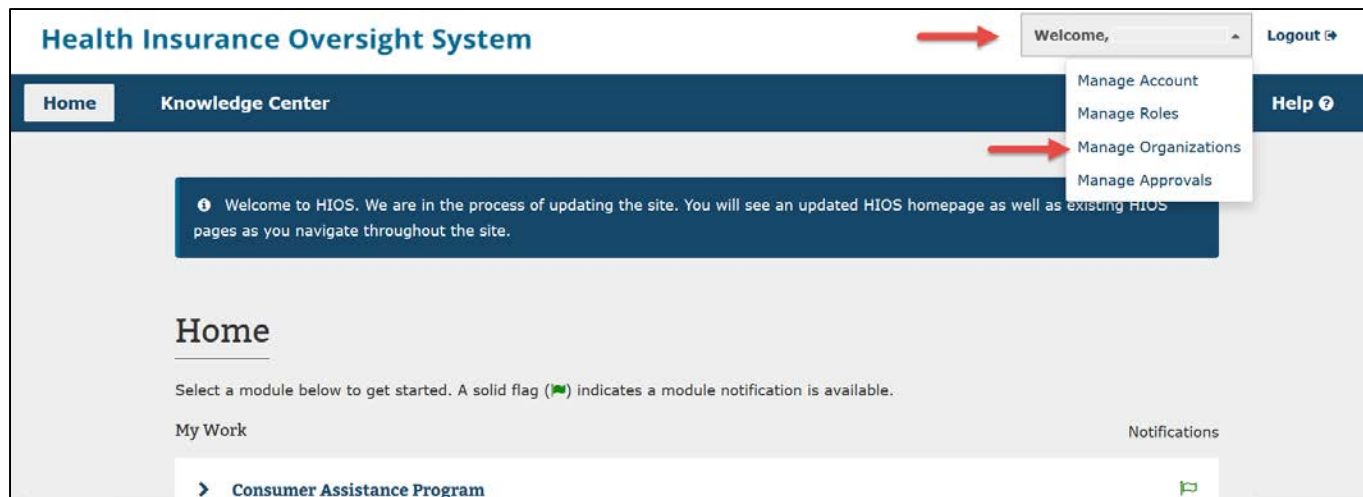 Health Insurance Oversight System
Welcome,
Logout
Manage Account
Manage Roles
Manage Organizations
Manage Approvals
Home
Knowledge Center
Help
Welcome to HIOS. We are in the process of updating the site. You will see an updated HIOS homepage as well as existing HIOS
pages as you navigate throughout the site.
Home
Select a module below to get started. A solid flag () indicates a module notification is available.
My Work
Notifications
Consumer Assistance Program